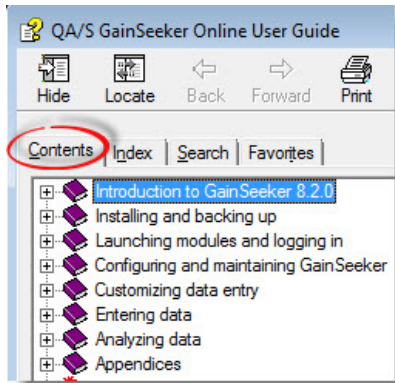 QA/S GainSeeker Online User Guide
Hide Locate Back Forward Print
Contents Index Search Favorites
Introduction to GainSeeker 8.2.0
Installing and backing up
Launching modules and logging in
Configuring and maintaining GainSeeker
Customizing data entry
Entering data
Analyzing data
Appendices